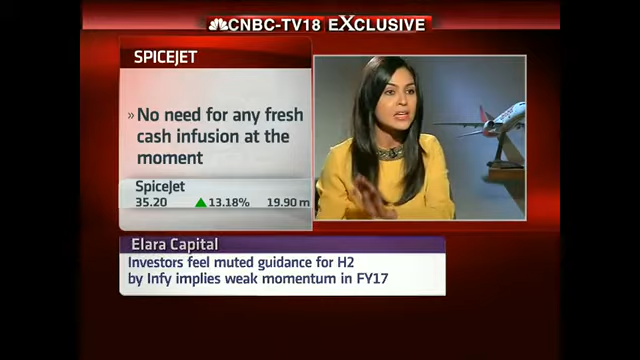 CNBC-TV18 EXCLUSIVE
SPICEJET
» No need for any fresh
cash infusion at the
moment
SpiceJet
35.20 ▲ 13.18% 19.90 m
Elara Capital
Investors feel muted guidance for H2
by Infy implies weak momentum in FY17